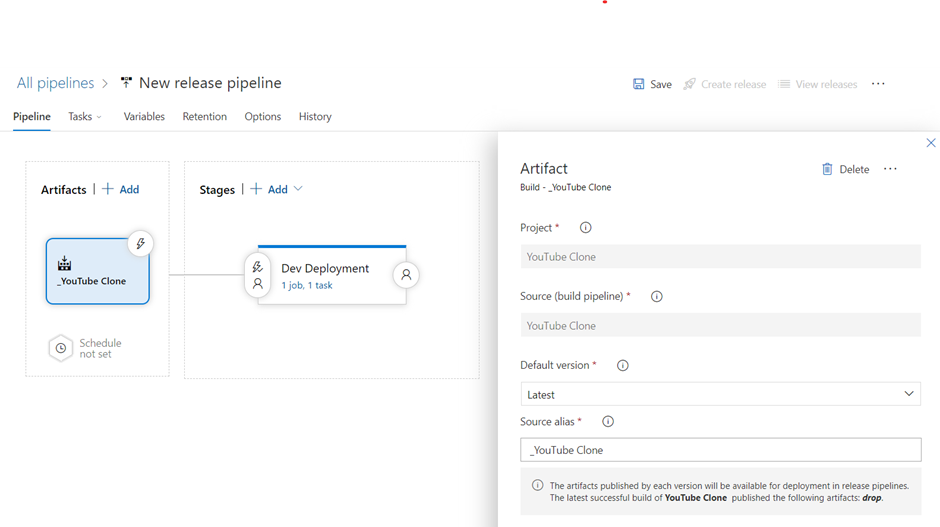 All pipelines > New release pipeline
Save Create release View releases ...
Pipeline Tasks Variables Retention Options History
Artifacts | + Add
Stages | + Add
_YouTube Clone
Schedule
not set
Dev Deployment
1 job, 1 task
Artifact
Delete ...
Build - _YouTube Clone
Project *
YouTube Clone
Source (build pipeline) *
YouTube Clone
Default version *
Latest
Source alias *
_YouTube Clone
The artifacts published by each version will be available for deployment in release pipelines.
The latest successful build of YouTube Clone published the following artifacts: drop.